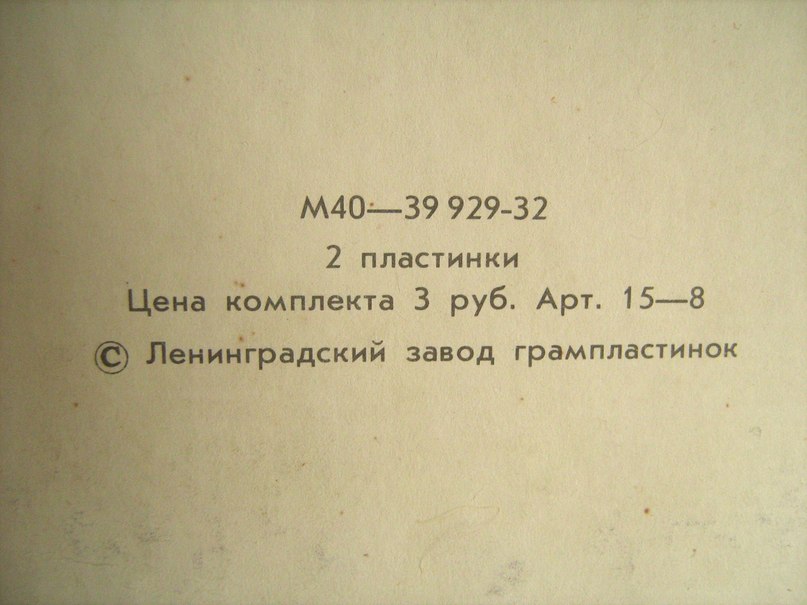 М40—39 929-32
2 пластинки
Цена комплекта 3 руб. Арт. 15—8
© Ленинградский завод грампластинок